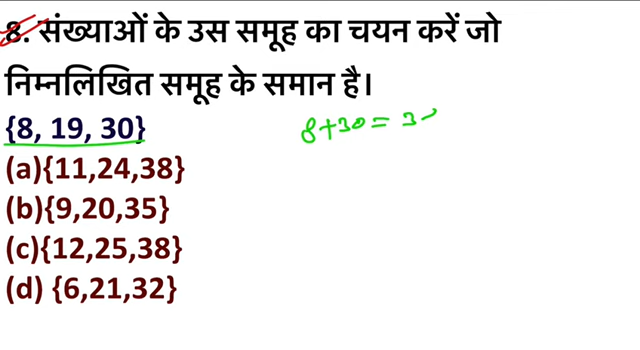 8. संख्याओं के उस समूह का चयन करें जो
निम्नलिखित समूह के समान है।
{8, 19, 30}
8+30 = 3
(a){11,24,38}
(b){9,20,35}
(c){12,25,38}
(d) {6,21,32}